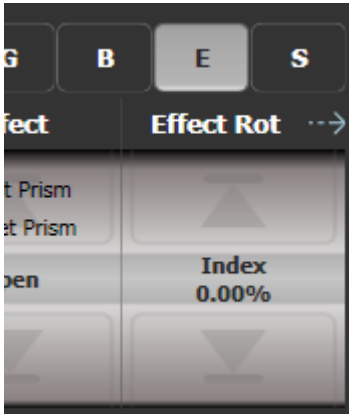 G B E S
fect Effect Rot
t Prism
et Prism
pen Index
0.00%